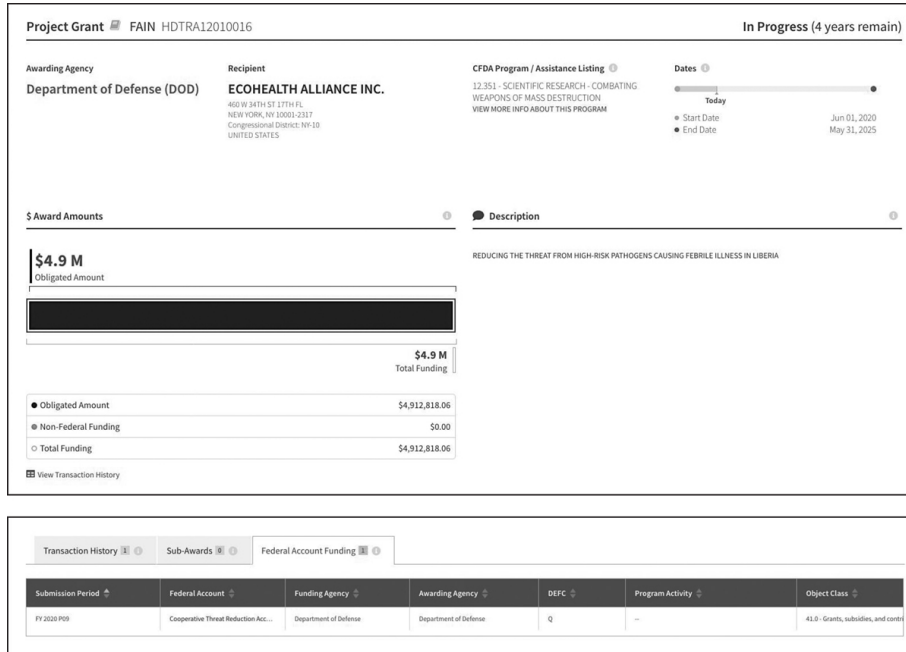 Project Grant FAIN HDTRA12010016
In Progress (4 years remain)
Awarding Agency
Department of Defense (DOD)
Recipient
ECOHEALTH ALLIANCE INC.
460 W 34TH ST 17TH FL
NEW YORK, NY 10001-2317
Congressional District: NY-10
UNITED STATES
CFDA Program / Assistance Listing
12.351 - SCIENTIFIC RESEARCH - COMBATING
WEAPONS OF MASS DESTRUCTION
VIEW MORE INFO ABOUT THIS PROGRAM
Dates
Today
Start Date Jun 01, 2020
End Date May 31, 2025
$ Award Amounts
$4.9 M
Obligated Amount
$4.9 M
Total Funding
Obligated Amount $4,912,818.06
Non-Federal Funding $0.00
Total Funding $4,912,818.06
View Transaction History
Description
REDUCING THE THREAT FROM HIGH-RISK PATHOGENS CAUSING FEBRILE ILLNESS IN LIBERIA
Transaction History 1 Sub-Awards 0 Federal Account Funding 1
Submission Period Federal Account Funding Agency Awarding Agency DEFC Program Activity Object Class
FY 2020 P09 Cooperative Threat Reduction Acc... Department of Defense Department of Defense Q -- 41.0 - Grants, subsidies, and contri